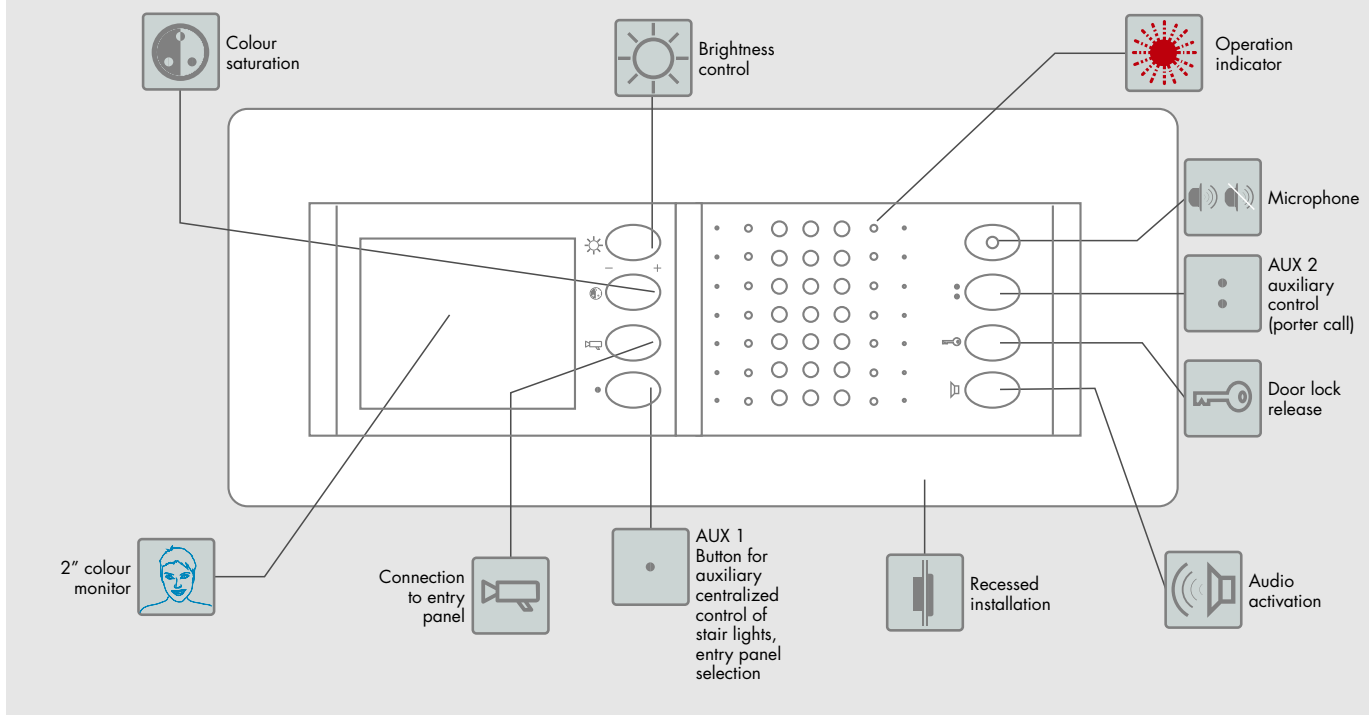 Colour
saturation
Brightness
control
Operation
indicator
Microphone
AUX 2
auxiliary
control
(porter call)
Door lock
release
− +
2” colour
monitor
Connection
to entry
panel
AUX 1
Button for
auxiliary
centralized
control of
stair lights,
entry panel
selection
Recessed
installation
Audio
activation